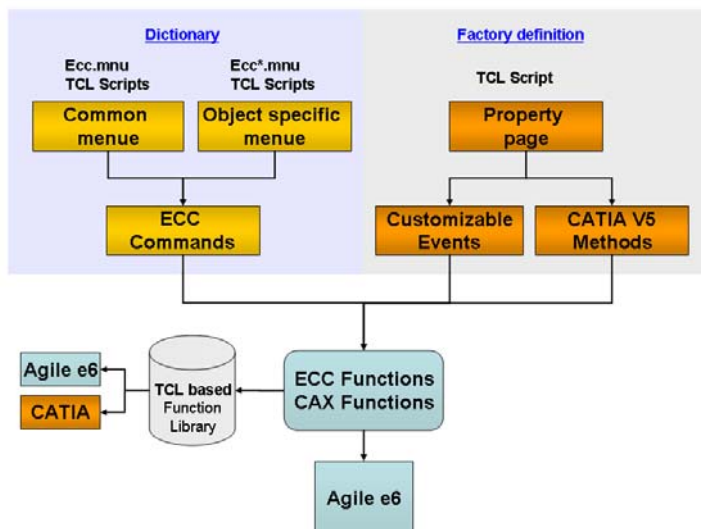 Dictionary
Factory definition
Ecc.mnu
TCL Scripts
Ecc*.mnu
TCL Scripts
TCL Script
Common
menue
Object specific
menue
Property
page
ECC
Commands
Customizable
Events
CATIA V5
Methods
Agile e6
CATIA
TCL based
Function
Library
ECC Functions
CAX Functions
Agile e6